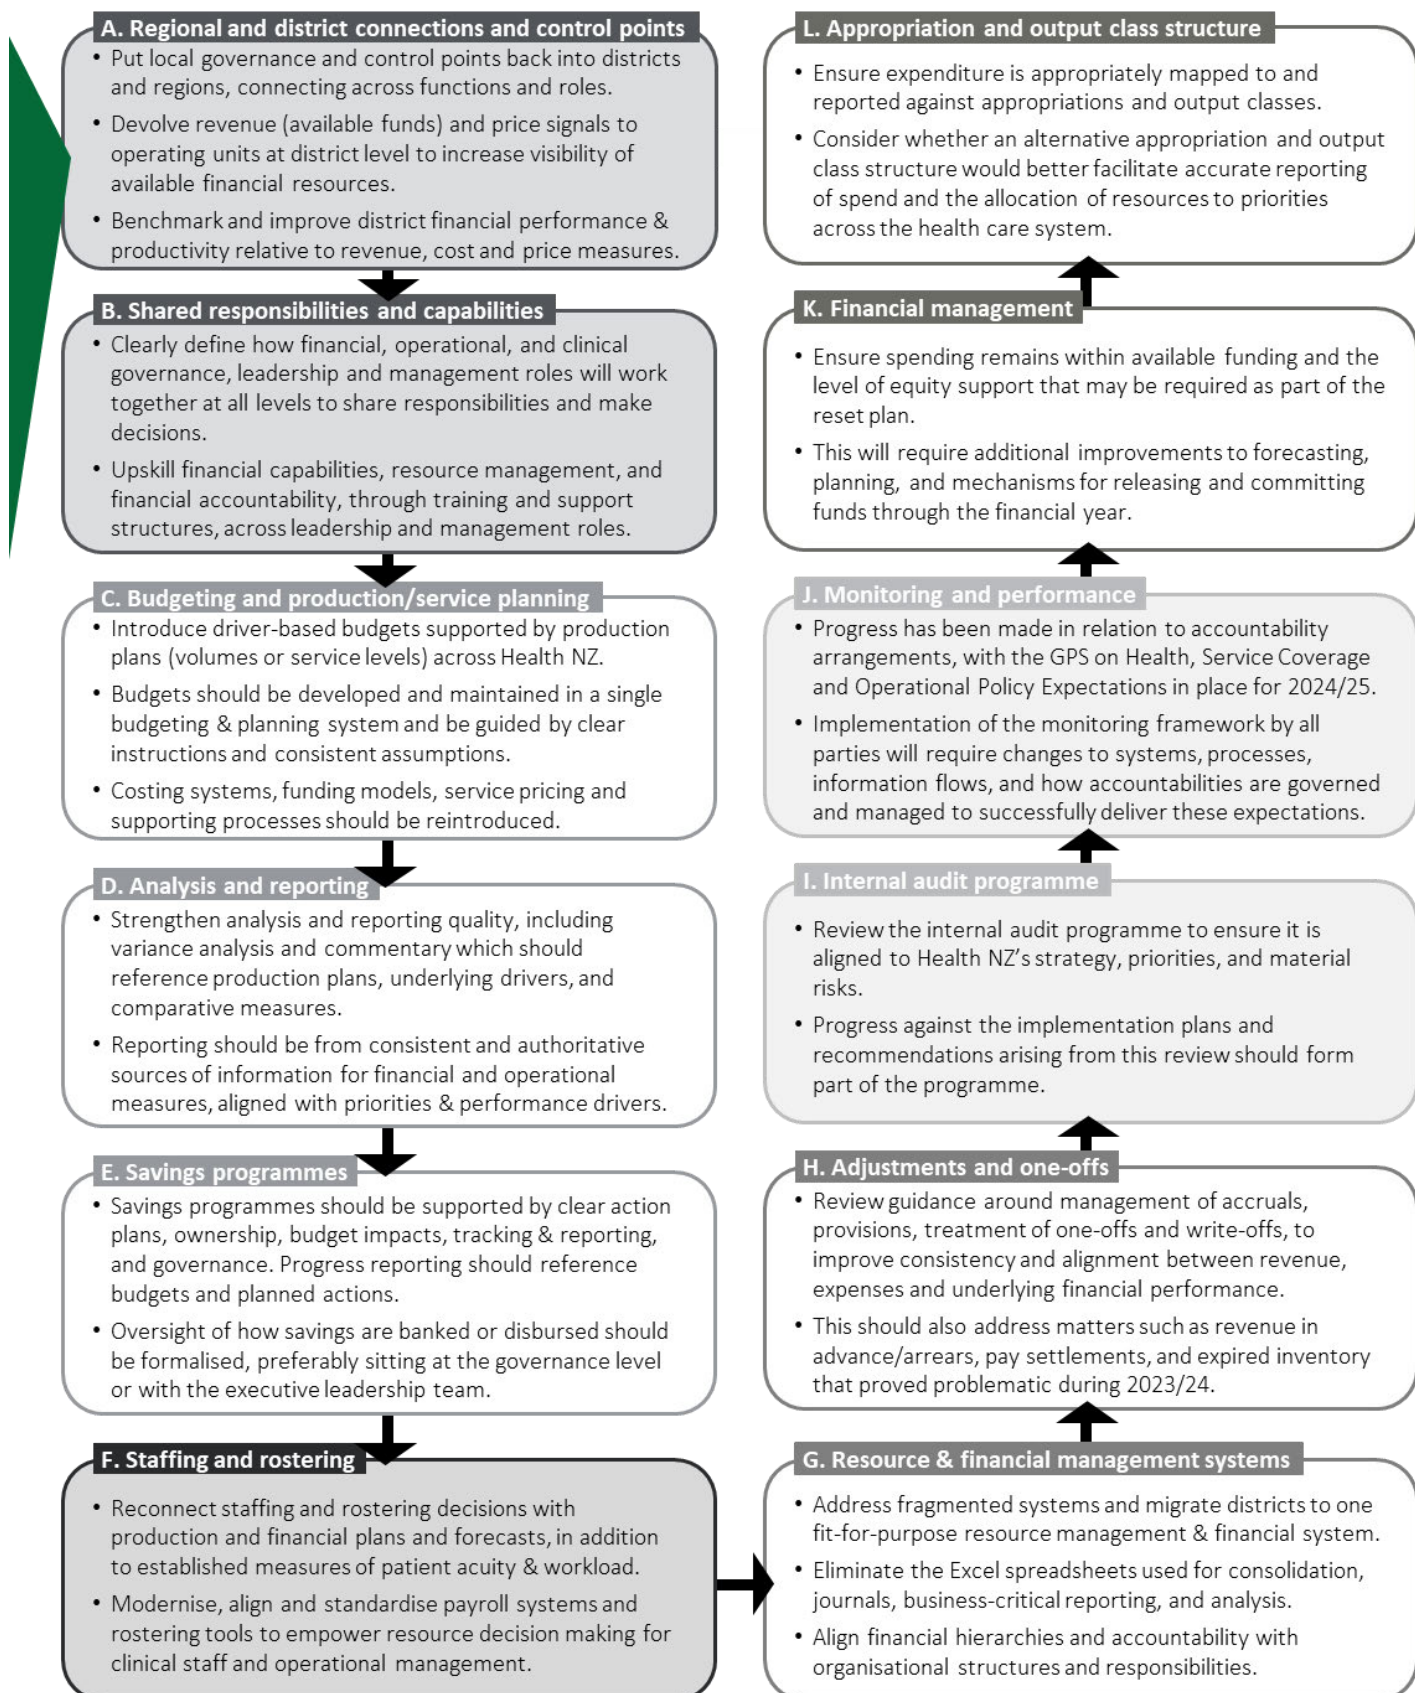 A. Regional and district connections and control points
• Put local governance and control points back into districts
and regions, connecting across functions and roles.
• Devolve revenue (available funds) and price signals to
operating units at district level to increase visibility of
available financial resources.
• Benchmark and improve district financial performance &
productivity relative to revenue, cost and price measures.
B. Shared responsibilities and capabilities
• Clearly define how financial, operational, and clinical
governance, leadership and management roles will work
together at all levels to share responsibilities and make
decisions.
• Upskill financial capabilities, resource management, and
financial accountability, through training and support
structures, across leadership and management roles.
C. Budgeting and production/service planning
• Introduce driver-based budgets supported by production
plans (volumes or service levels) across Health NZ.
• Budgets should be developed and maintained in a single
budgeting & planning system and be guided by clear
instructions and consistent assumptions.
• Costing systems, funding models, service pricing and
supporting processes should be reintroduced.
D. Analysis and reporting
• Strengthen analysis and reporting quality, including
variance analysis and commentary which should
reference production plans, underlying drivers, and
comparative measures.
• Reporting should be from consistent and authoritative
sources of information for financial and operational
measures, aligned with priorities & performance drivers.
E. Savings programmes
• Savings programmes should be supported by clear action
plans, ownership, budget impacts, tracking & reporting,
and governance. Progress reporting should reference
budgets and planned actions.
• Oversight of how savings are banked or disbursed should
be formalised, preferably sitting at the governance level
or with the executive leadership team.
F. Staffing and rostering
• Reconnect staffing and rostering decisions with
production and financial plans and forecasts, in addition
to established measures of patient acuity & workload.
• Modernise, align and standardise payroll systems and
rostering tools to empower resource decision making for
clinical staff and operational management.
G. Resource & financial management systems
• Address fragmented systems and migrate districts to one
fit-for-purpose resource management & financial system.
• Eliminate the Excel spreadsheets used for consolidation,
journals, business-critical reporting, and analysis.
• Align financial hierarchies and accountability with
organisational structures and responsibilities.
H. Adjustments and one-offs
• Review guidance around management of accruals,
provisions, treatment of one-offs and write-offs, to
improve consistency and alignment between revenue,
expenses and underlying financial performance.
• This should also address matters such as revenue in
advance/arrears, pay settlements, and expired inventory
that proved problematic during 2023/24.
I. Internal audit programme
• Review the internal audit programme to ensure it is
aligned to Health NZ's strategy, priorities, and material
risks.
• Progress against the implementation plans and
recommendations arising from this review should form
part of the programme.
J. Monitoring and performance
• Progress has been made in relation to accountability
arrangements, with the GPS on Health, Service Coverage
and Operational Policy Expectations in place for 2024/25.
• Implementation of the monitoring framework by all
parties will require changes to systems, processes,
information flows, and how accountabilities are governed
and managed to successfully deliver these expectations.
K. Financial management
• Ensure spending remains within available funding and the
level of equity support that may be required as part of the
reset plan.
• This will require additional improvements to forecasting,
planning, and mechanisms for releasing and committing
funds through the financial year.
L. Appropriation and output class structure
• Ensure expenditure is appropriately mapped to and
reported against appropriations and output classes.
• Consider whether an alternative appropriation and output
class structure would better facilitate accurate reporting
of spend and the allocation of resources to priorities
across the health care system.